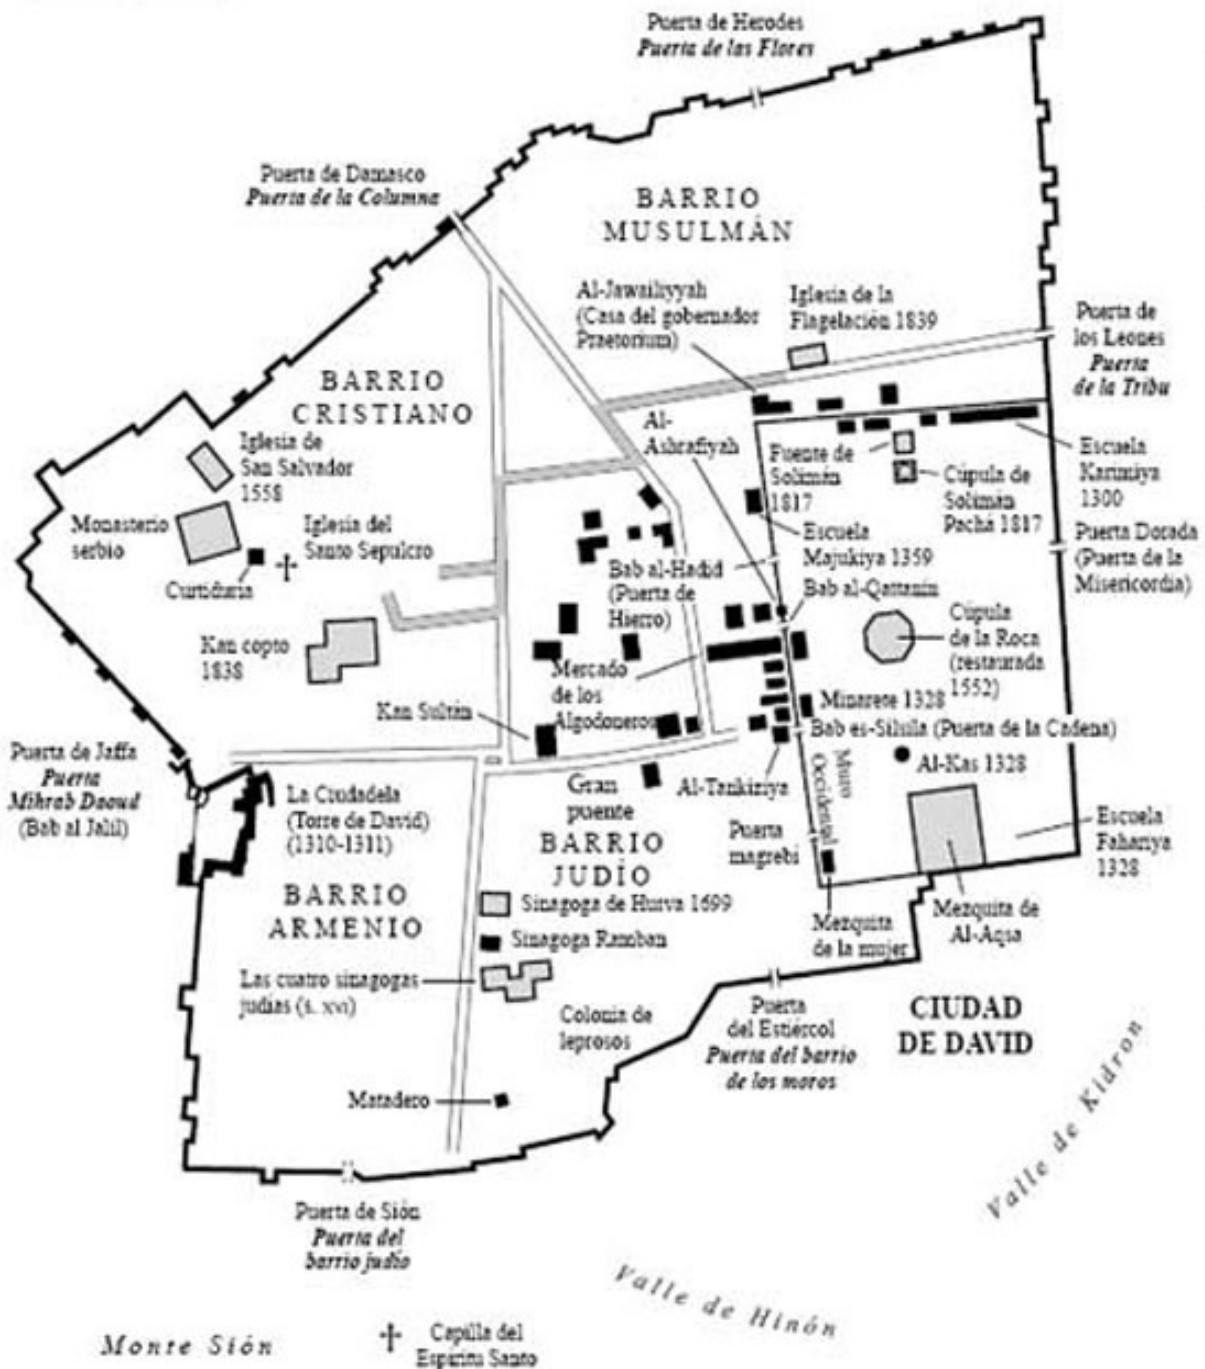 Puerta de Herodes
Puerta de las Flores
Puerta de Damasco
Puerta de la Columna
BARRIO
MUSULMÁN
Al-Jawailiyyah
(Casa del gobernador
Praetorium)
Iglesia de la
Flagelación 1839
Puerta de
los Leones
Puerta
de la Tribu
BARRIO
CRISTIANO
Iglesia de
San Salvador
1558
Al-
Ashrafiyah
Fuente de
Solimán
1817
Cúpula de
Solimán
Pachá 1817
Escuela
Karimiya
1300
Monasterio
serbio
Iglesia del
Santo Sepulcro
Curtiduría
Escuela
Majukiya 1359
Puerta Dorada
(Puerta de la
Misericordia)
Bab al-Hadid
(Puerta de
Hierro)
Bab al-Qattanin
Cúpula
de la Roca
(restaurada
1552)
Kan copto
1838
Mercado
de los
Algodoneros
Kan Sultán
Minarete 1328
Bab es-Silsila (Puerta de la Cadena)
Puerta de Jaffa
Puerta
Mihrab Daoud
(Bab al Jalil)
La Ciudadela
(Torre de David)
(1310-1311)
Gran
puente
Al-Tankiziya
Muro
Occidental
Al-Kas 1328
Puerta
magrebí
Escuela
Fahariya
1328
BARRIO
JUDÍO
BARRIO
ARMENIO
Sinagoga de Hurva 1699
Sinagoga Ramban
Mezquita
de la mujer
Mezquita de
Al-Aqsa
Las cuatro sinagogas
judías (s. XVI)
Colonia de
leprosos
Puerta
del Estiércol
Puerta del barrio
de los moros
CIUDAD
DE DAVID
Matadero
Valle de Kidron
Puerta de Sión
Puerta del
barrio judío
Valle de Hinón
Monte Sión
Capilla del
Espíritu Santo